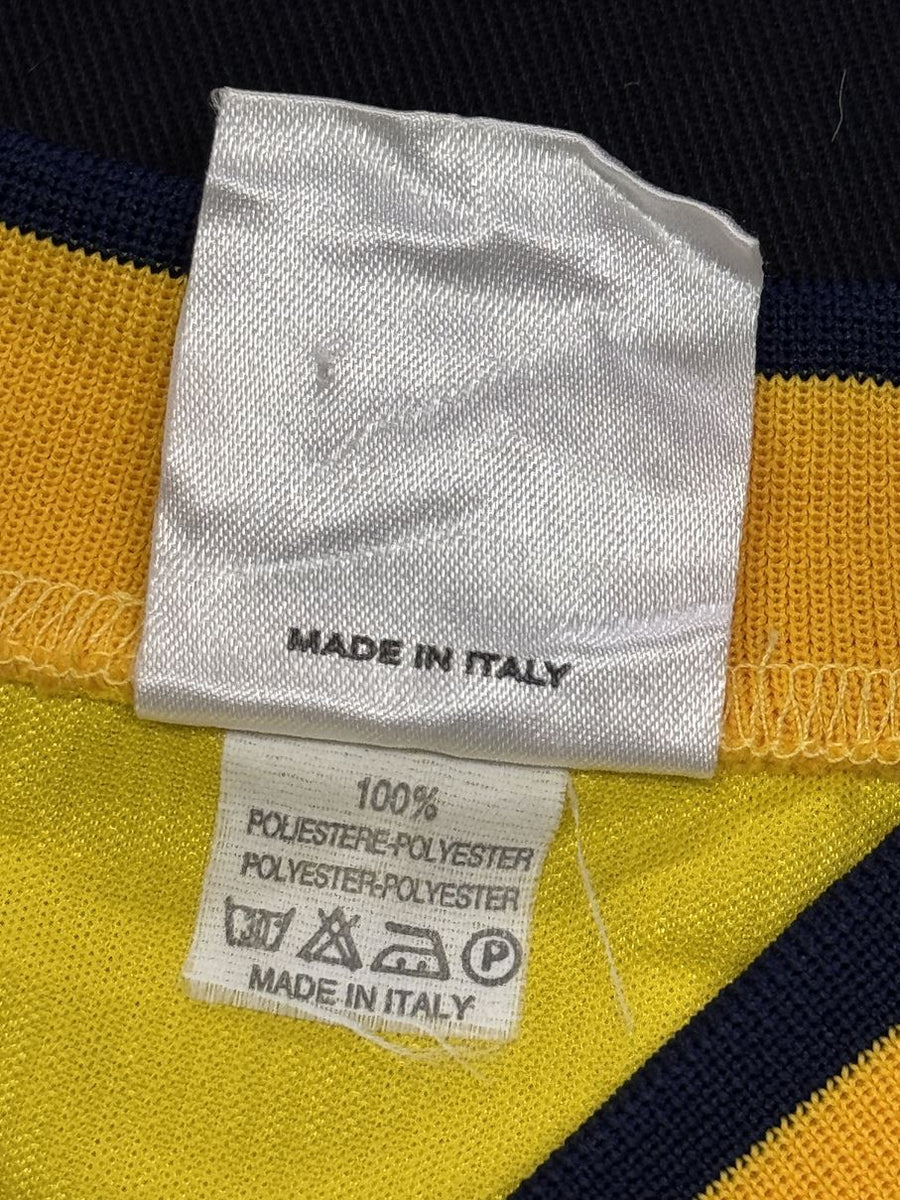 MADE IN ITALY
100%
POLIESTERE-POLYESTER
POLYESTER-POLYESTER
30°
P
MADE IN ITALY